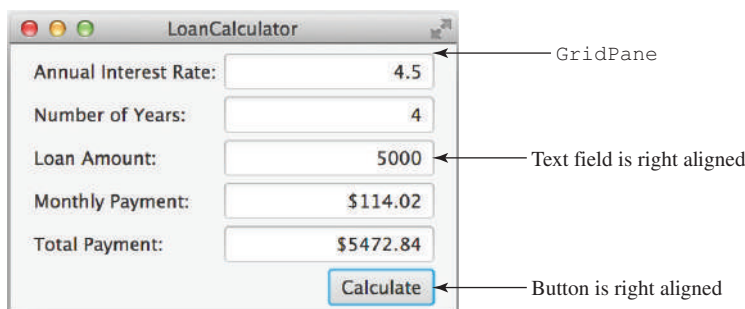 LoanCalculator
GridPane
Annual Interest Rate: 4.5
Number of Years: 4
Loan Amount: 5000
Text field is right aligned
Monthly Payment: $114.02
Total Payment: $5472.84
Calculate
Button is right aligned